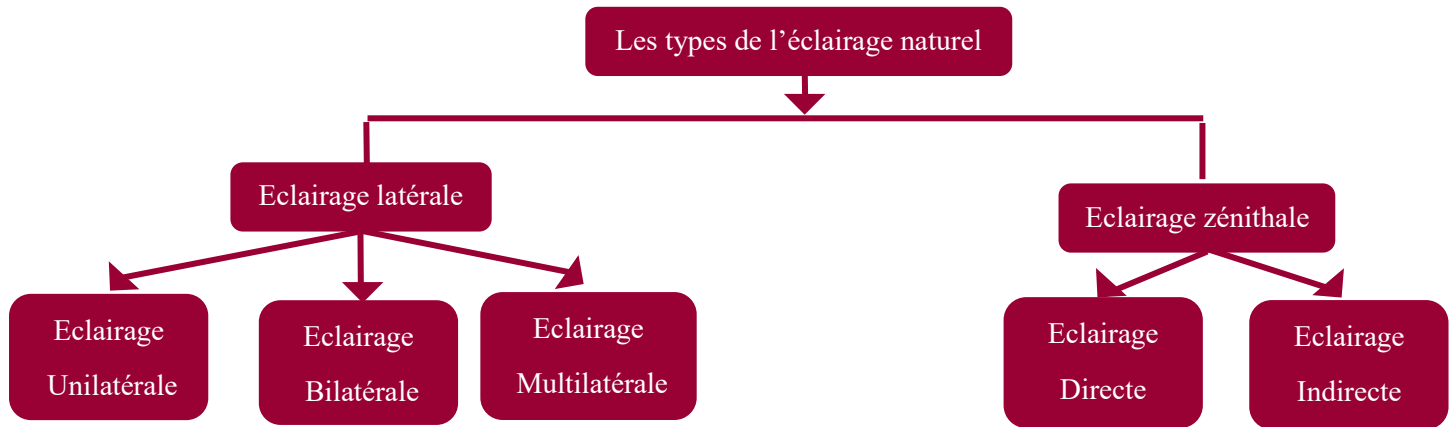 Les types de l’éclairage naturel
Eclairage latérale
Eclairage zénithale
Eclairage
Unilatérale
Eclairage
Bilatérale
Eclairage
Multilatérale
Eclairage
Directe
Eclairage
Indirecte